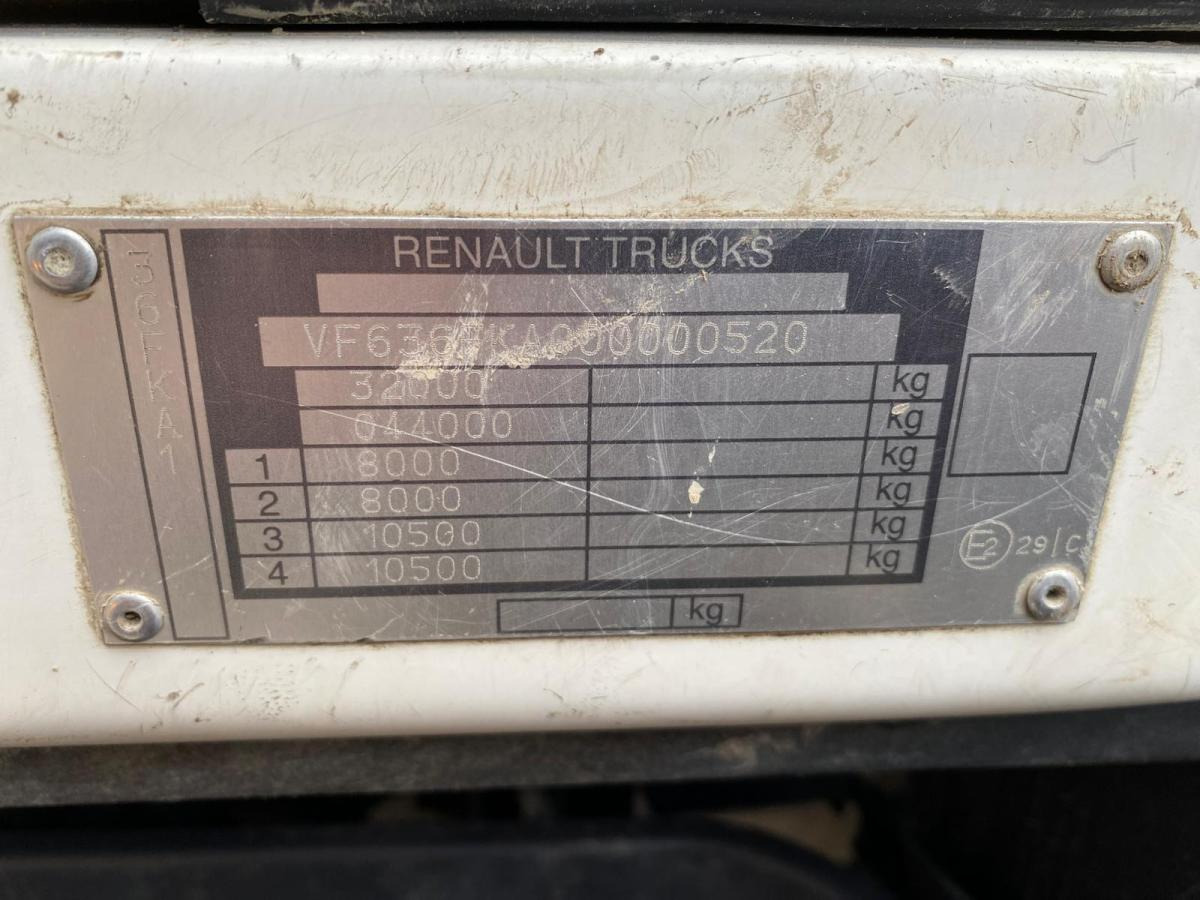 RENAULT TRUCKS
32000 kg
044000 kg
1 8000 kg
2 8000 kg
3 10500 kg
4 10500 kg
E2 29|C
kg